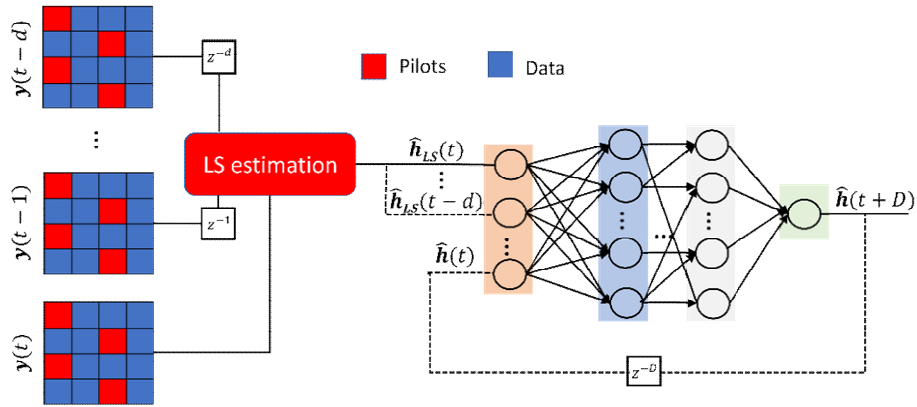 y(t − d)
z⁻ᵈ
Pilots
Data
⋮
LS estimation
ĥ_LS(t)
⋮
ĥ_LS(t − d)
ĥ(t)
ĥ(t + D)
y(t − 1)
z⁻¹
y(t)
z⁻ᴰ